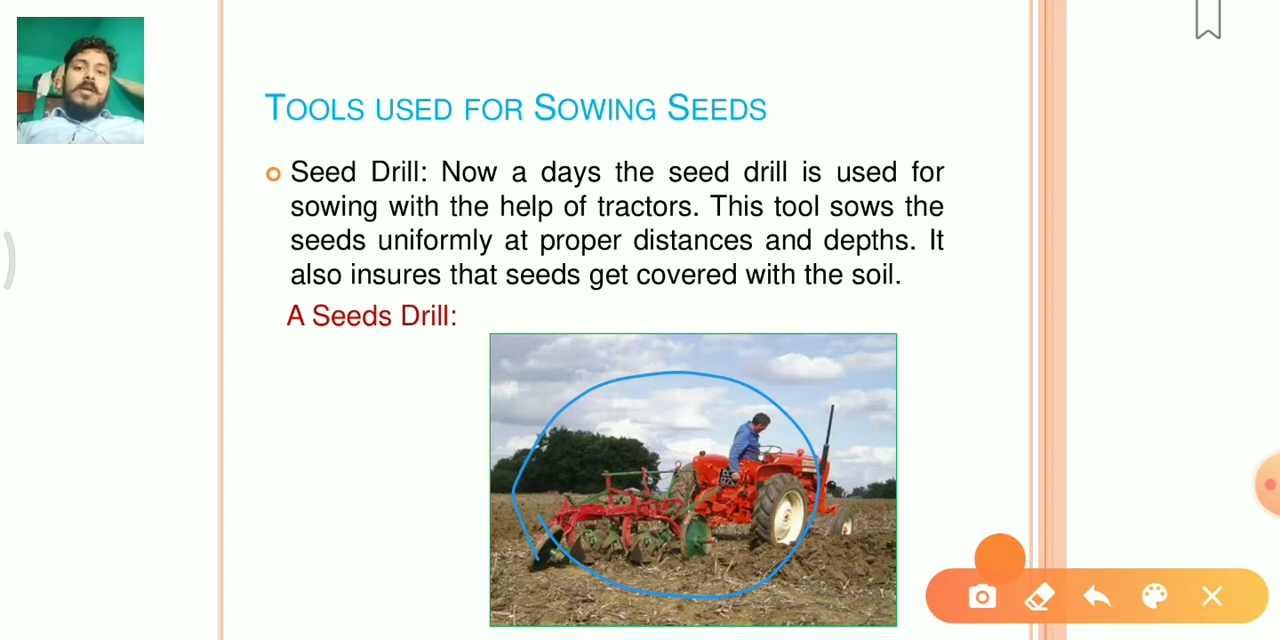 TOOLS USED FOR SOWING SEEDS
Seed Drill: Now a days the seed drill is used for
sowing with the help of tractors. This tool sows the
seeds uniformly at proper distances and depths. It
also insures that seeds get covered with the soil.
A Seeds Drill: